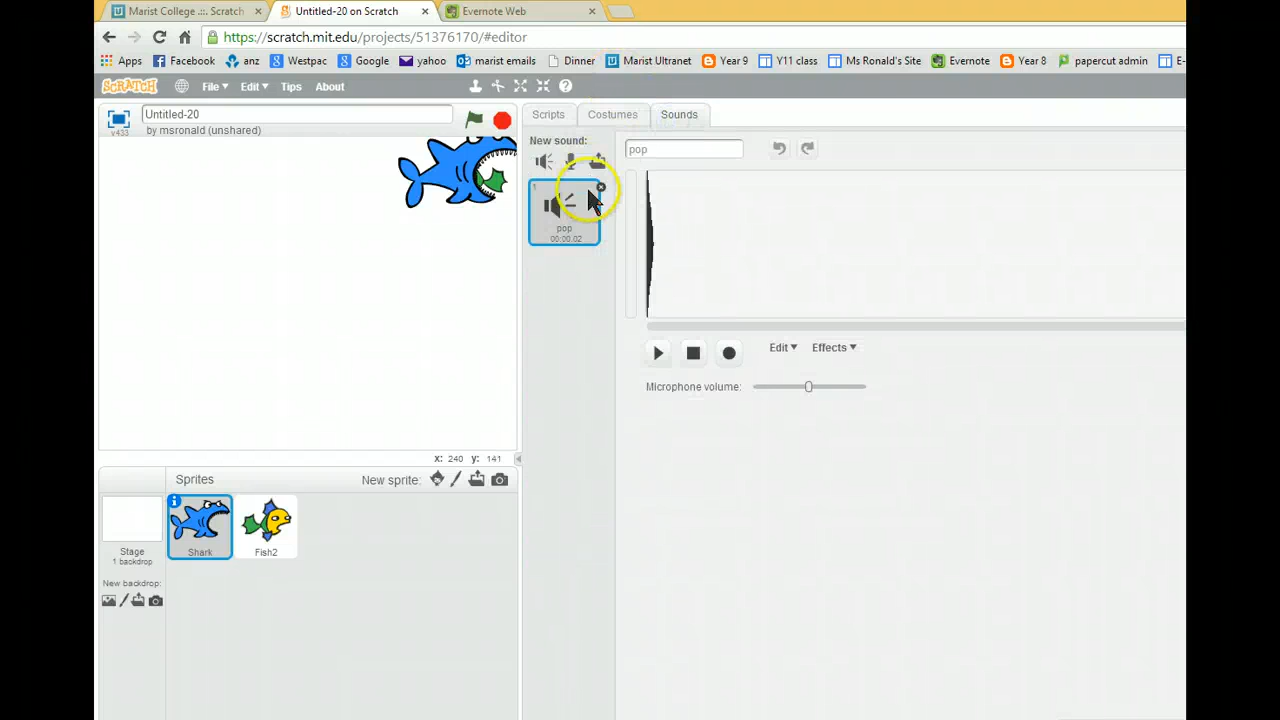 Marist College .::. Scratch
Untitled-20 on Scratch
Evernote Web
https://scratch.mit.edu/projects/51376170/#editor
Apps Facebook anz Westpac Google yahoo marist emails Dinner Marist Ultranet Year 9 Y11 class Ms Ronald's Site Evernote Year 8 papercut admin E-
SCRATCH File Edit Tips About
Untitled-20
by msronald (unshared)
v433
Scripts Costumes Sounds
New sound:
pop
1
pop
00:00.02
Edit Effects
Microphone volume:
x: 240 y: 141
Sprites New sprite:
Stage
1 backdrop
Shark
Fish2
New backdrop: